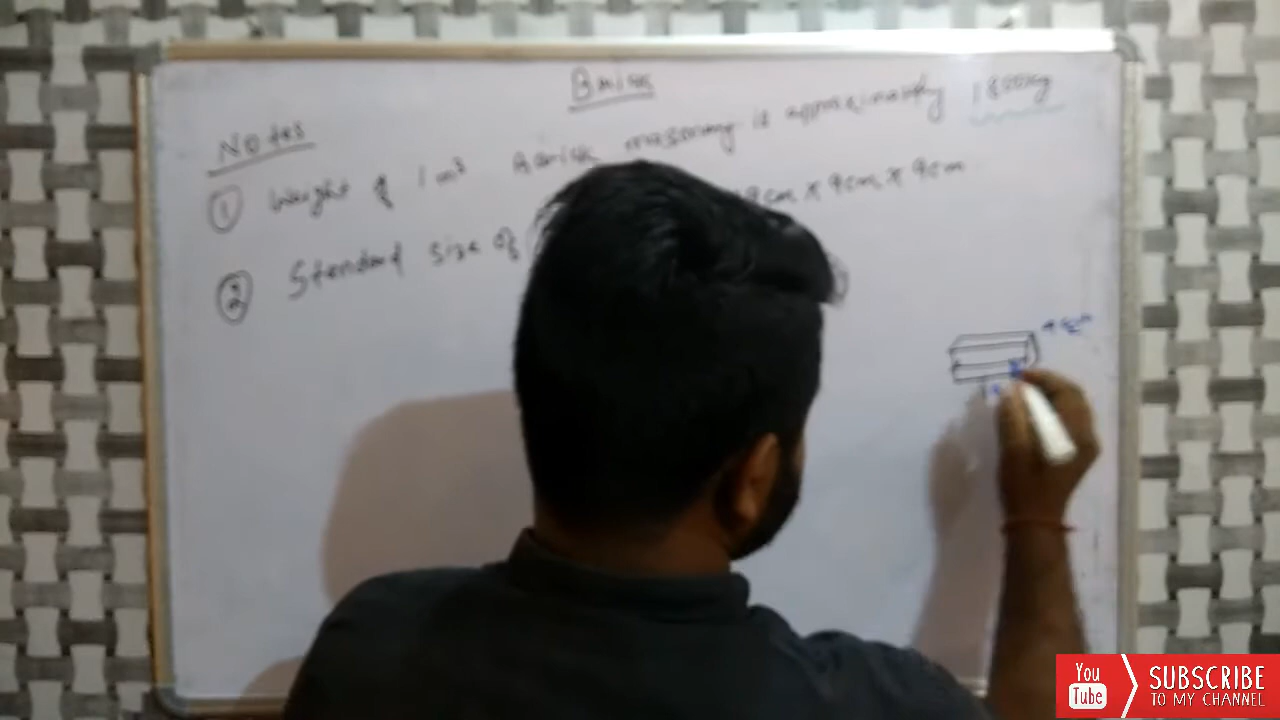 Brick
Notes
① Weight of 1 m³ Brick masonry is approximately 1800kg
② Standard size of 9cm x 9cm x 9cm
You Tube SUBSCRIBE
TO MY CHANNEL